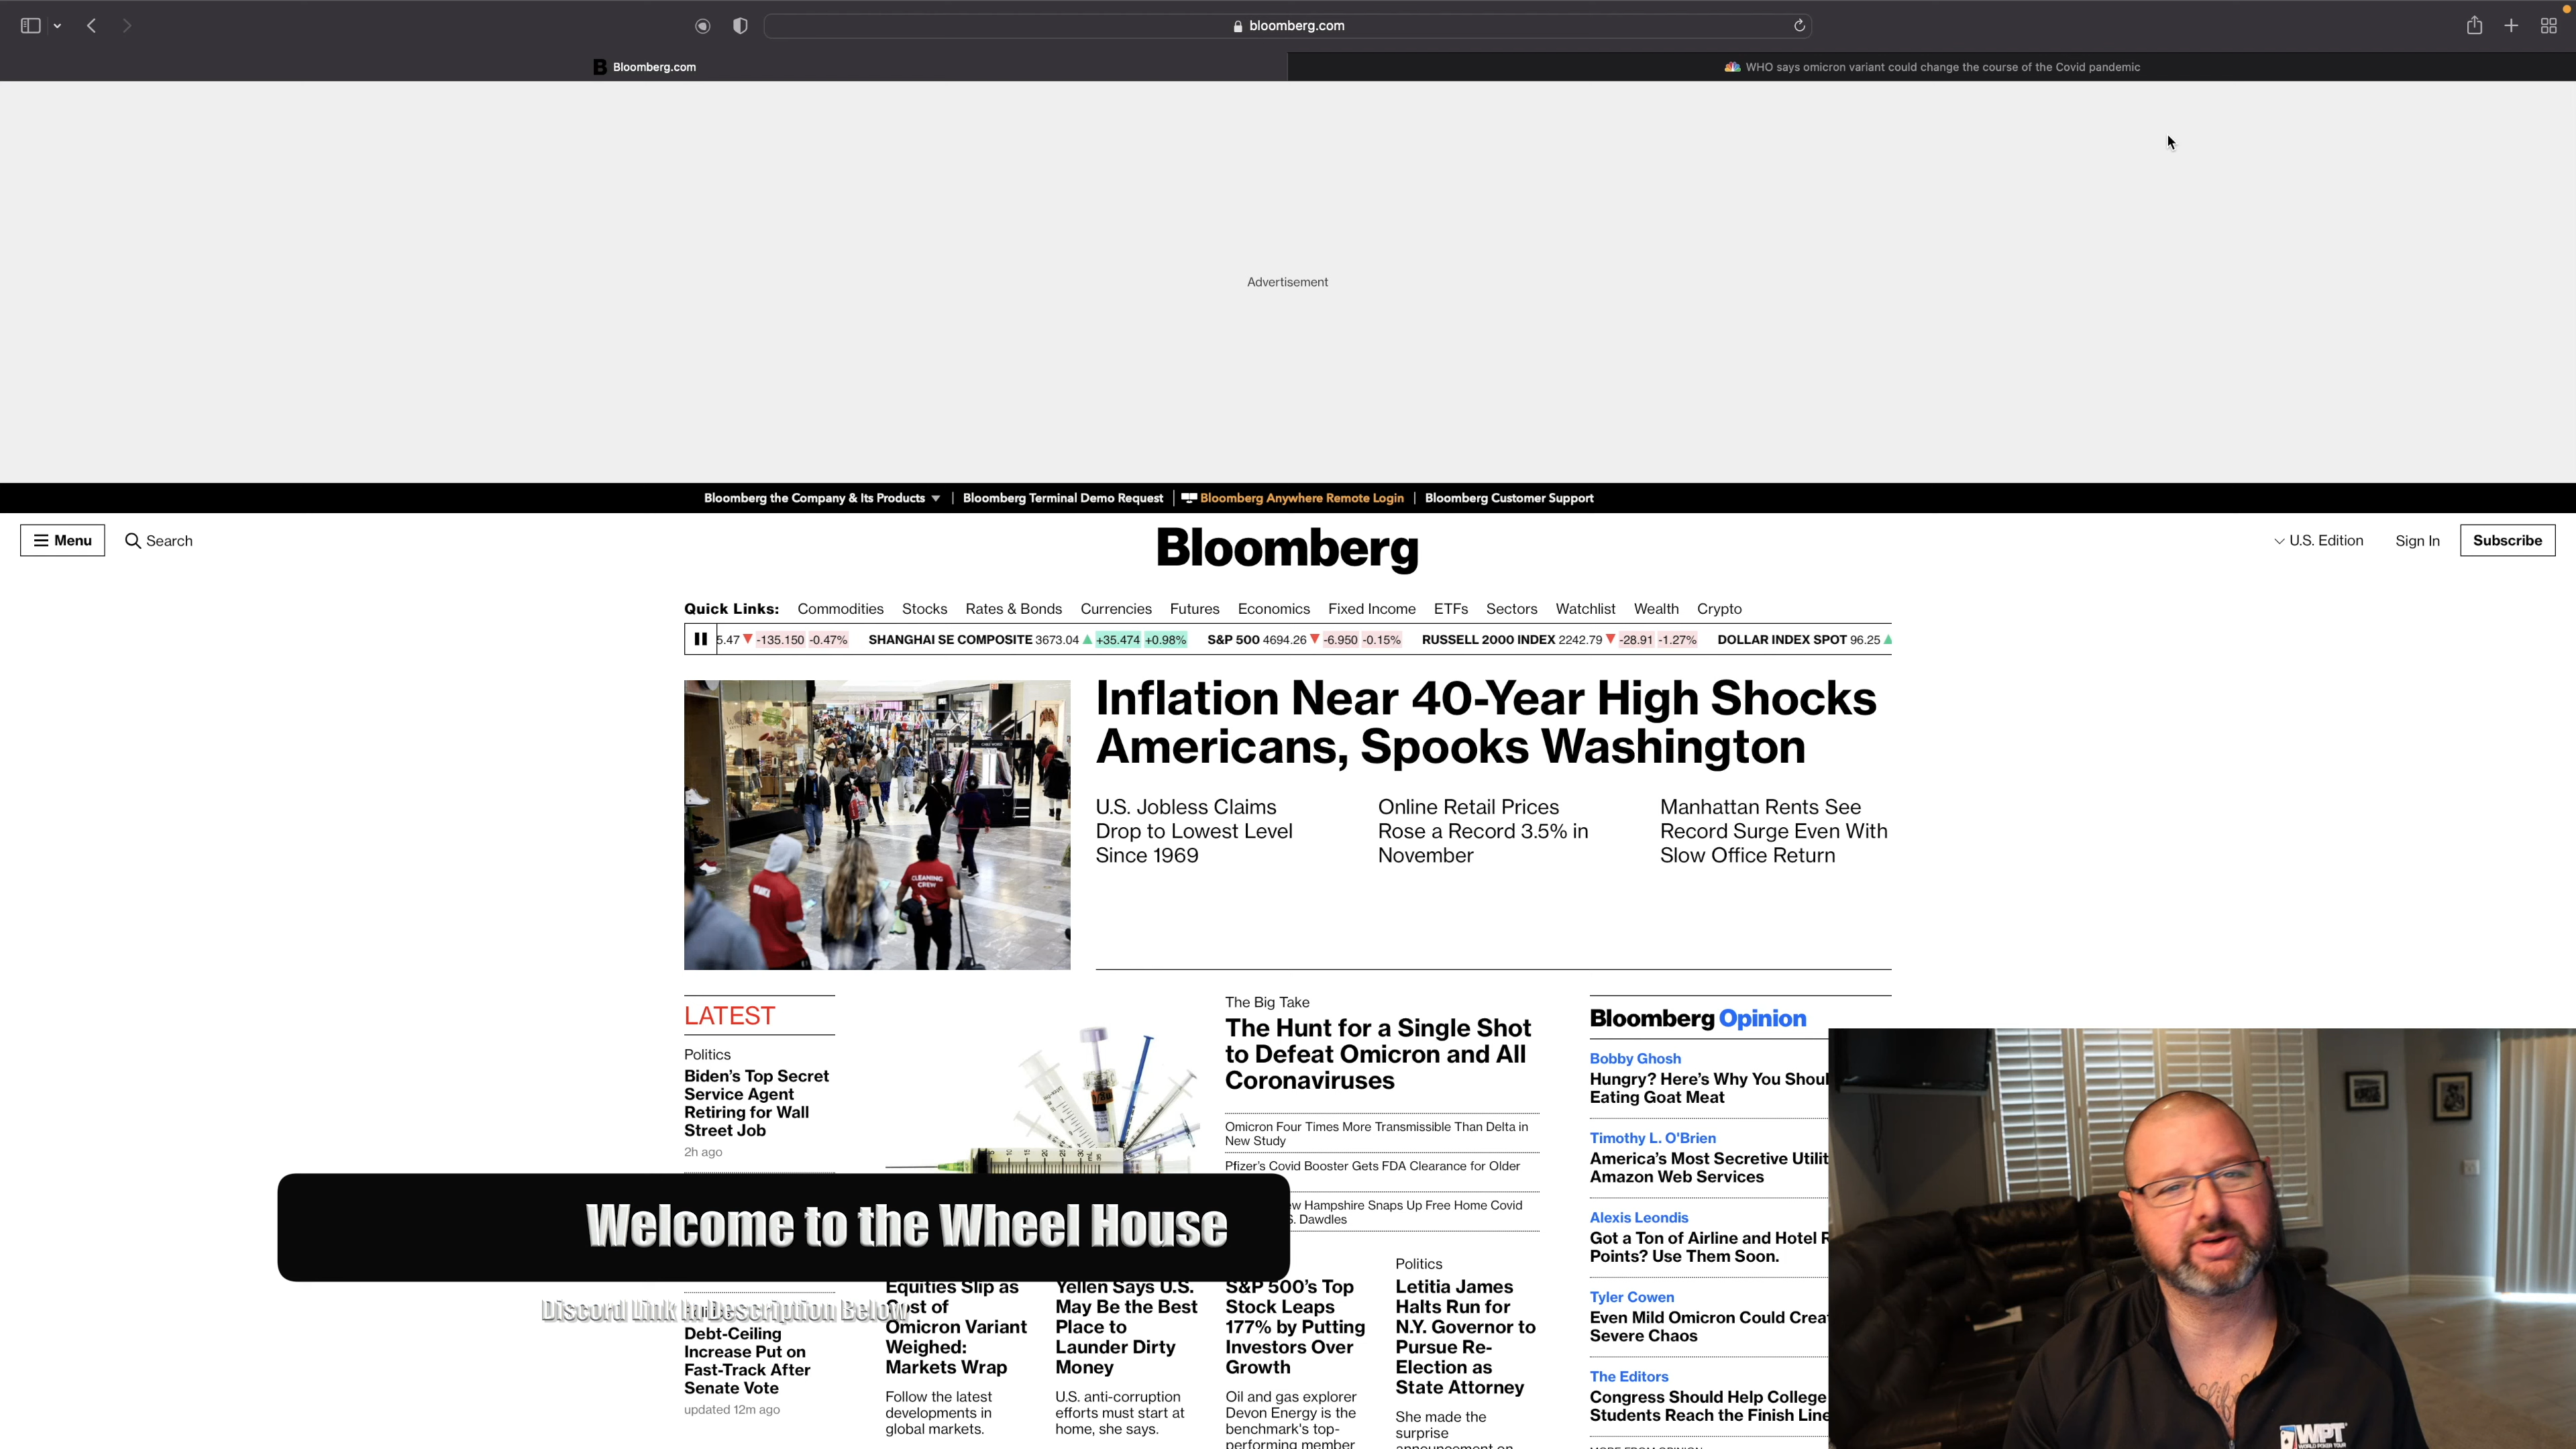 bloomberg.com
Bloomberg.com
WHO says omicron variant could change the course of the Covid pandemic
Advertisement
Bloomberg the Company & Its Products
Bloomberg Terminal Demo Request
Bloomberg Anywhere Remote Login
Bloomberg Customer Support
Menu
Search
Bloomberg
U.S. Edition
Sign In
Subscribe
Quick Links: Commodities Stocks Rates & Bonds Currencies Futures Economics Fixed Income ETFs Sectors Watchlist Wealth Crypto
5.47 -135.150 -0.47% SHANGHAI SE COMPOSITE 3673.04 +35.474 +0.98% S&P 500 4694.26 -6.950 -0.15% RUSSELL 2000 INDEX 2242.79 -28.91 -1.27% DOLLAR INDEX SPOT 96.25
CLEANING
CREW
Inflation Near 40-Year High Shocks
Americans, Spooks Washington
U.S. Jobless Claims
Drop to Lowest Level
Since 1969
Online Retail Prices
Rose a Record 3.5% in
November
Manhattan Rents See
Record Surge Even With
Slow Office Return
LATEST
Politics
Biden's Top Secret
Service Agent
Retiring for Wall
Street Job
2h ago
Debt-Ceiling
Increase Put on
Fast-Track After
Senate Vote
updated 12m ago
The Big Take
The Hunt for a Single Shot
to Defeat Omicron and All
Coronaviruses
Omicron Four Times More Transmissible Than Delta in
New Study
Pfizer's Covid Booster Gets FDA Clearance for Older
Hampshire Snaps Up Free Home Covid
Dawdles
Welcome to the Wheel House
Discord Link In Description Below
Equities Slip as
Cost of
Omicron Variant
Weighed:
Markets Wrap
Follow the latest
developments in
global markets.
Yellen Says U.S.
May Be the Best
Place to
Launder Dirty
Money
U.S. anti-corruption
efforts must start at
home, she says.
S&P 500's Top
Stock Leaps
177% by Putting
Investors Over
Growth
Oil and gas explorer
Devon Energy is the
benchmark's top-
performing member
Politics
Letitia James
Halts Run for
N.Y. Governor to
Pursue Re-
Election as
State Attorney
She made the
surprise
Bloomberg Opinion
Bobby Ghosh
Hungry? Here's Why You
Eating Goat Meat
Timothy L. O'Brien
America's Most Secretive
Amazon Web Services
Alexis Leondis
Got a Ton of Airline and Hotel
Points? Use Them Soon.
Tyler Cowen
Even Mild Omicron Could
Severe Chaos
The Editors
Congress Should Help College
Students Reach the Finish Line
WPT
WORLD POKER TOUR